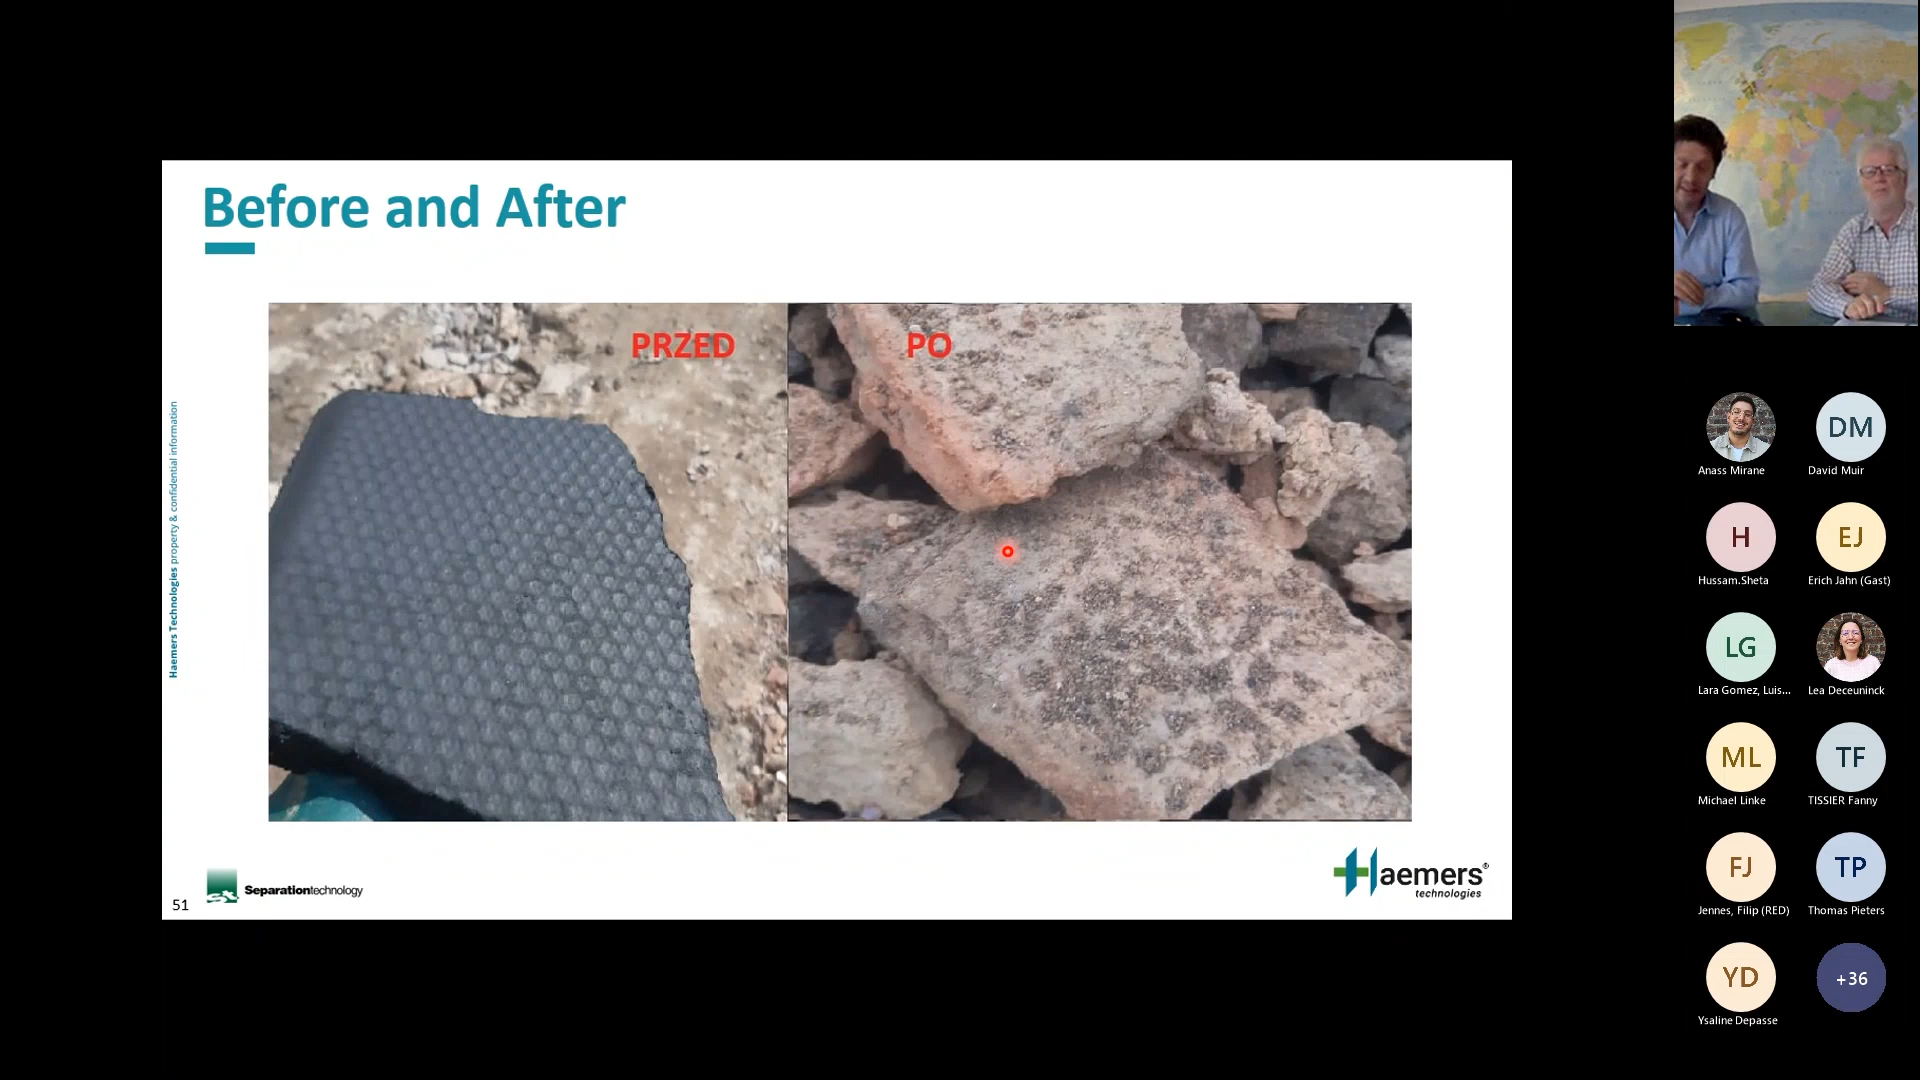 Before and After
PRZED
PO
Haemers Technologies property & confidential information
51
Separationtechnology
Haemers®
technologies
Anass Mirane
DM
David Muir
H
Hussam.Sheta
EJ
Erich Jahn (Gast)
LG
Lara Gomez, Luis...
Lea Deceuninck
ML
Michael Linke
TF
TISSIER Fanny
FJ
Jennes, Filip (RED)
TP
Thomas Pieters
YD
Ysaline Depasse
+36